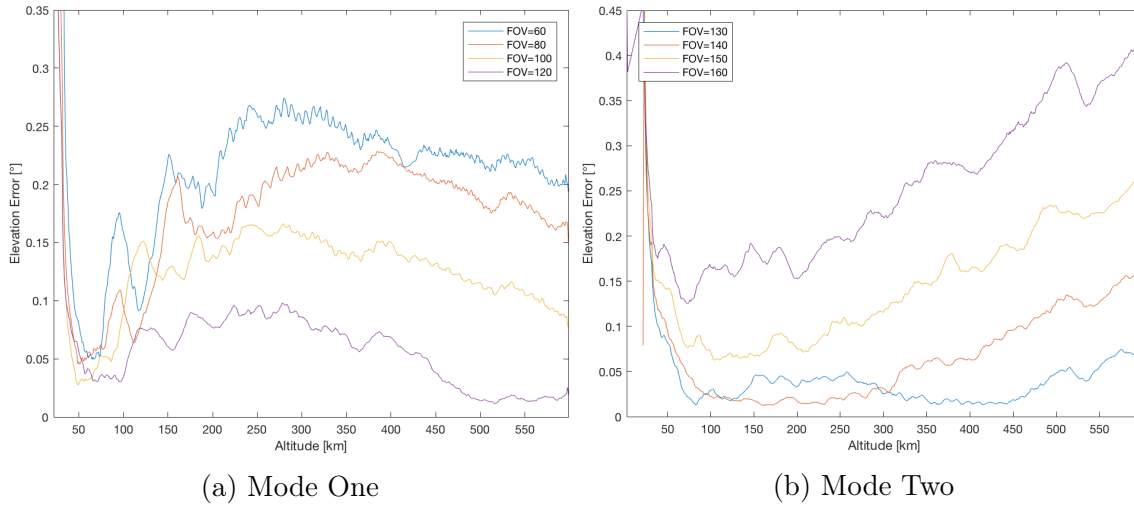 0.35
0.3
0.25
0.2
0.15
0.1
0.05
0
Elevation Error [°]
50 100 150 200 250 300 350 400 450 500 550
Altitude [km]
FOV=60
FOV=80
FOV=100
FOV=120
(a) Mode One
0.45
0.4
0.35
0.3
0.25
0.2
0.15
0.1
0.05
0
Elevation Error [°]
50 100 150 200 250 300 350 400 450 500 550
Altitude [km]
FOV=130
FOV=140
FOV=150
FOV=160
(b) Mode Two